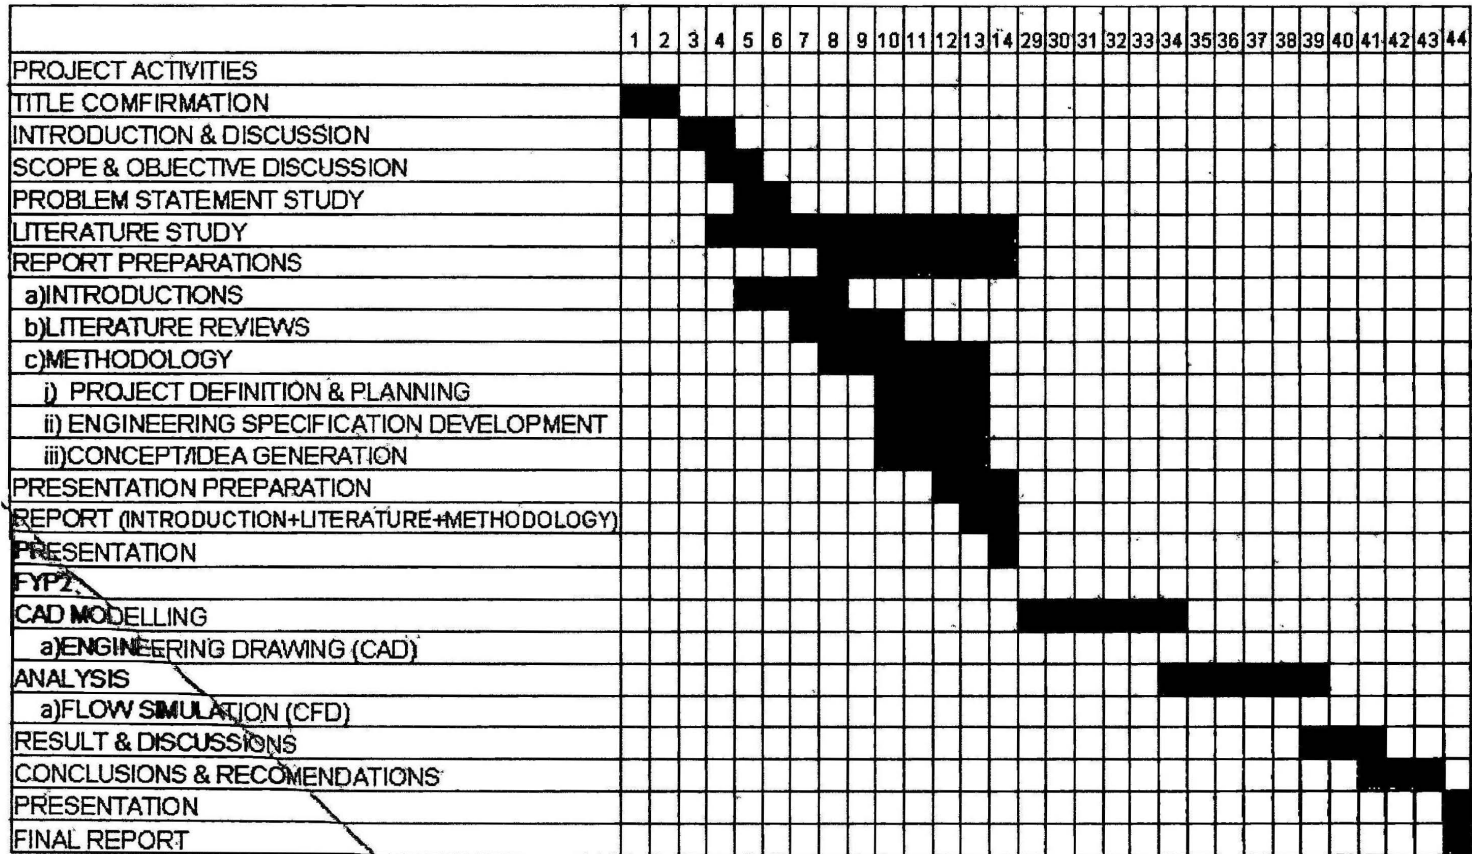 1 2 3 4 5 6 7 8 9 10 11 12 13 14 29 30 31 32 33 34 35 36 37 38 39 40 41 42 43 44
PROJECT ACTIVITIES
TITLE COMFIRMATION
INTRODUCTION & DISCUSSION
SCOPE & OBJECTIVE DISCUSSION
PROBLEM STATEMENT STUDY
LITERATURE STUDY
REPORT PREPARATIONS
a)INTRODUCTIONS
b)LITERATURE REVIEWS
c)METHODOLOGY
i) PROJECT DEFINITION & PLANNING
ii) ENGINEERING SPECIFICATION DEVELOPMENT
iii)CONCEPT/IDEA GENERATION
PRESENTATION PREPARATION
REPORT (INTRODUCTION+LITERATURE+METHODOLOGY)
PRESENTATION
FYP2
CAD MODELLING
a)ENGINEERING DRAWING (CAD)
ANALYSIS
a)FLOW SIMULATION (CFD)
RESULT & DISCUSSIONS
CONCLUSIONS & RECOMENDATIONS
PRESENTATION
FINAL REPORT